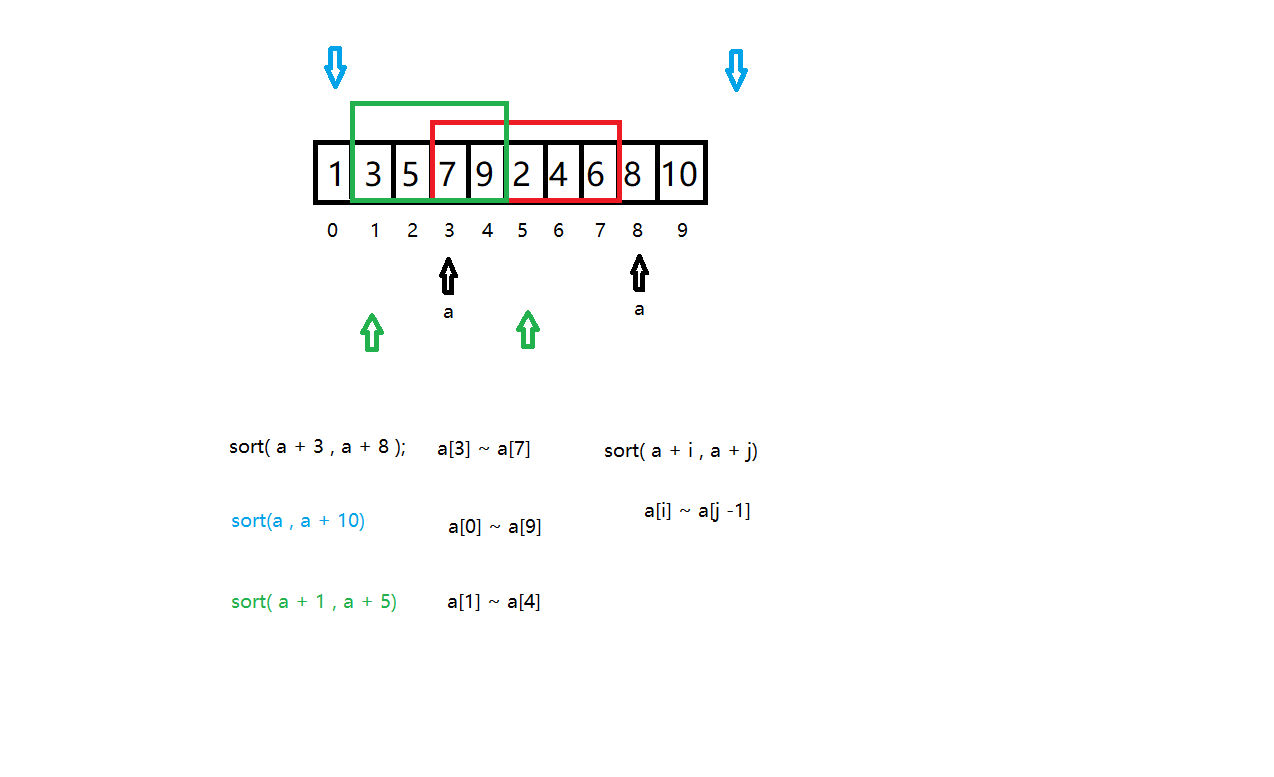 1 3 5 7 9 2 4 6 8 10
0 1 2 3 4 5 6 7 8 9
a a
sort( a + 3 , a + 8 ); a[3] ~ a[7] sort( a + i , a + j)
a[i] ~ a[j -1]
sort(a , a + 10) a[0] ~ a[9]
sort( a + 1 , a + 5) a[1] ~ a[4]